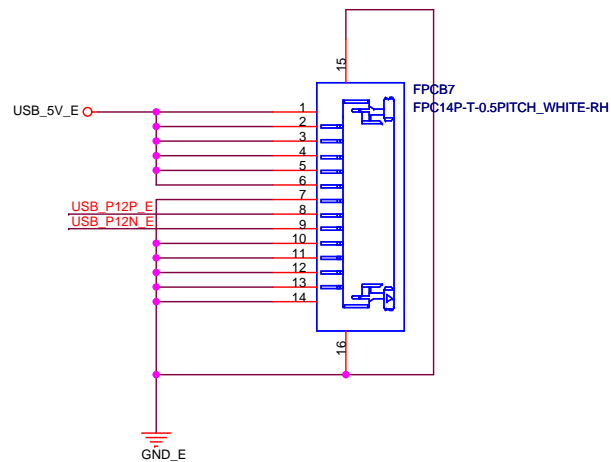 15
FPCB7
FPC14P-T-0.5PITCH_WHITE-RH
USB_5V_E
1
2
3
4
5
6
7
USB_P12P_E
8
USB_P12N_E
9
10
11
12
13
14
16
GND_E